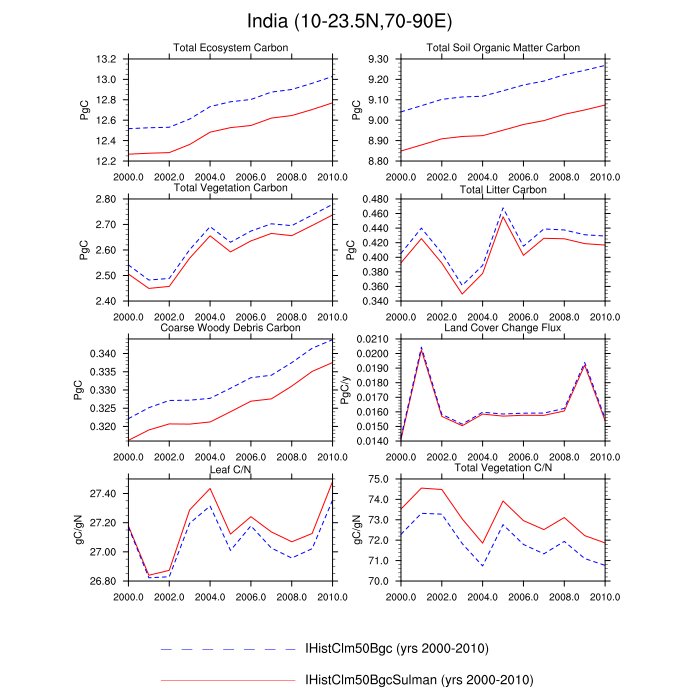 India (10-23.5N,70-90E)
Total Ecosystem Carbon
Total Soil Organic Matter Carbon
13.2
13.0
12.8
12.6
12.4
12.2
PgC
2000.0 2002.0 2004.0 2006.0 2008.0 2010.0
9.30
9.20
9.10
9.00
8.90
8.80
PgC
2000.0 2002.0 2004.0 2006.0 2008.0 2010.0
Total Vegetation Carbon
Total Litter Carbon
2.80
2.70
2.60
2.50
2.40
PgC
2000.0 2002.0 2004.0 2006.0 2008.0 2010.0
0.480
0.460
0.440
0.420
0.400
0.380
0.360
0.340
PgC
2000.0 2002.0 2004.0 2006.0 2008.0 2010.0
Coarse Woody Debris Carbon
Land Cover Change Flux
0.340
0.335
0.330
0.325
0.320
PgC
2000.0 2002.0 2004.0 2006.0 2008.0 2010.0
0.0210
0.0200
0.0190
0.0180
0.0170
0.0160
0.0150
0.0140
PgC/y
2000.0 2002.0 2004.0 2006.0 2008.0 2010.0
Leaf C/N
Total Vegetation C/N
27.40
27.20
27.00
26.80
gC/gN
2000.0 2002.0 2004.0 2006.0 2008.0 2010.0
75.0
74.0
73.0
72.0
71.0
70.0
gC/gN
2000.0 2002.0 2004.0 2006.0 2008.0 2010.0
IHistClm50Bgc (yrs 2000-2010)
IHistClm50BgcSulman (yrs 2000-2010)